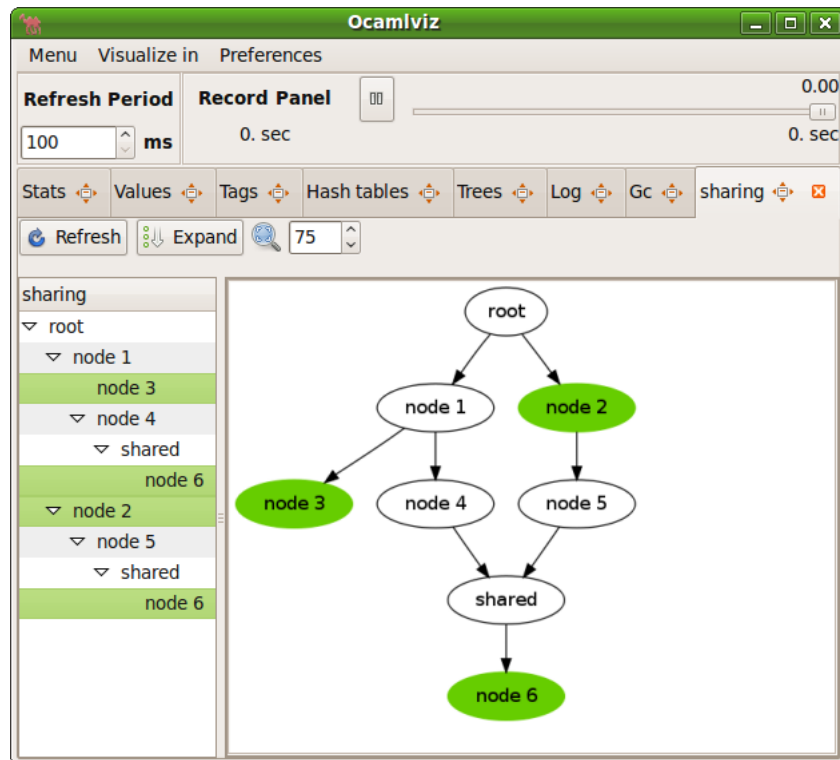 Ocamlviz
Menu Visualize in Preferences
Refresh Period
100 ms
Record Panel
0. sec
0.00
0. sec
Stats Values Tags Hash tables Trees Log Gc sharing
Refresh Expand 75
sharing
root
node 1
node 3
node 4
shared
node 6
node 2
node 5
shared
node 6
root
node 1 node 2
node 3 node 4 node 5
shared
node 6